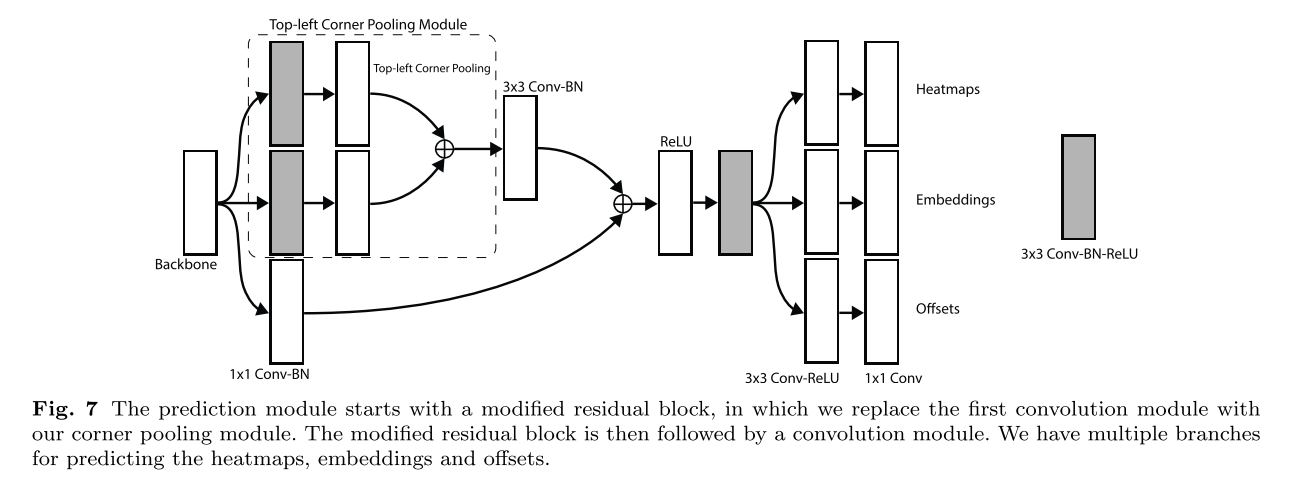 Top-left Corner Pooling Module
Top-left Corner Pooling
3x3 Conv-BN
Backbone
1x1 Conv-BN
ReLU
3x3 Conv-ReLU
1x1 Conv
Heatmaps
Embeddings
Offsets
3x3 Conv-BN-ReLU
Fig. 7 The prediction module starts with a modified residual block, in which we replace the first convolution module with
our corner pooling module. The modified residual block is then followed by a convolution module. We have multiple branches
for predicting the heatmaps, embeddings and offsets.